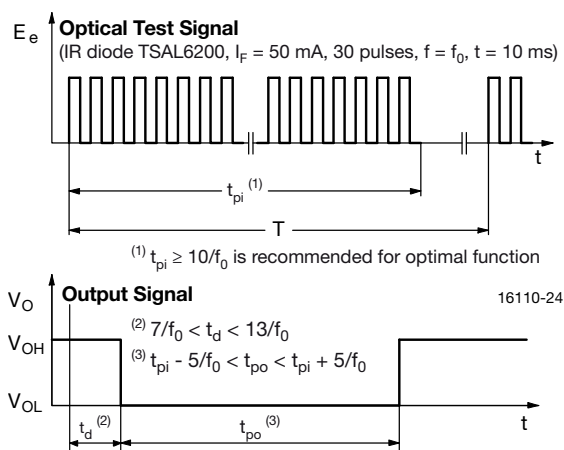 E e Optical Test Signal
(IR diode TSAL6200, I F = 50 mA, 30 pulses, f = f 0, t = 10 ms)
t
t pi (1)
T
(1) t pi ≥ 10/f 0 is recommended for optimal function
V O Output Signal 16110-24
(2) 7/f 0 < t d < 13/f 0
V OH
(3) t pi - 5/f 0 < t po < t pi + 5/f 0
V OL
t
t d (2) t po (3)